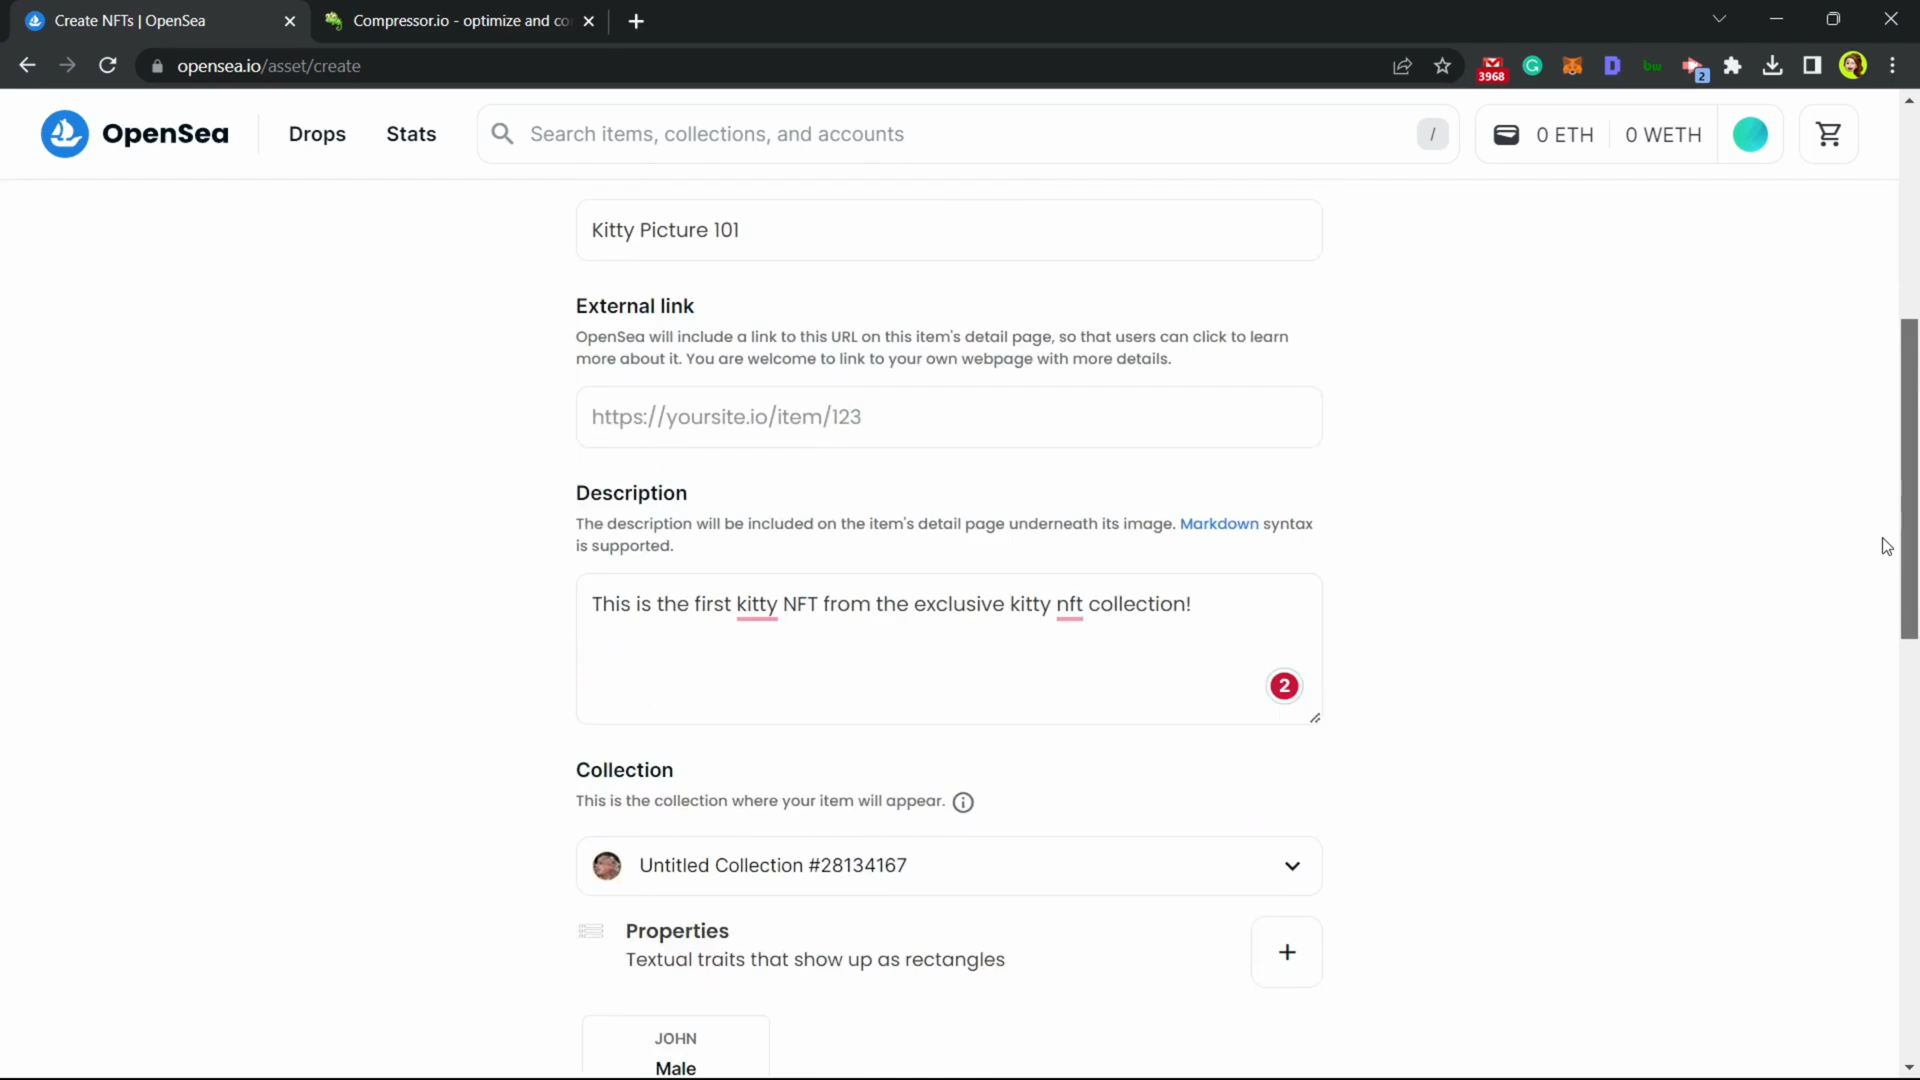 Create NFTs | OpenSea
Compressor.io - optimize and co
opensea.io/asset/create
3968
2
OpenSea
Drops
Stats
Search items, collections, and accounts
/
0 ETH
0 WETH
Kitty Picture 101
External link
OpenSea will include a link to this URL on this item's detail page, so that users can click to learn
more about it. You are welcome to link to your own webpage with more details.
https://yoursite.io/item/123
Description
The description will be included on the item's detail page underneath its image. Markdown syntax
is supported.
This is the first kitty NFT from the exclusive kitty nft collection!
2
Collection
This is the collection where your item will appear.
Untitled Collection #28134167
Properties
Textual traits that show up as rectangles
+
JOHN
Male